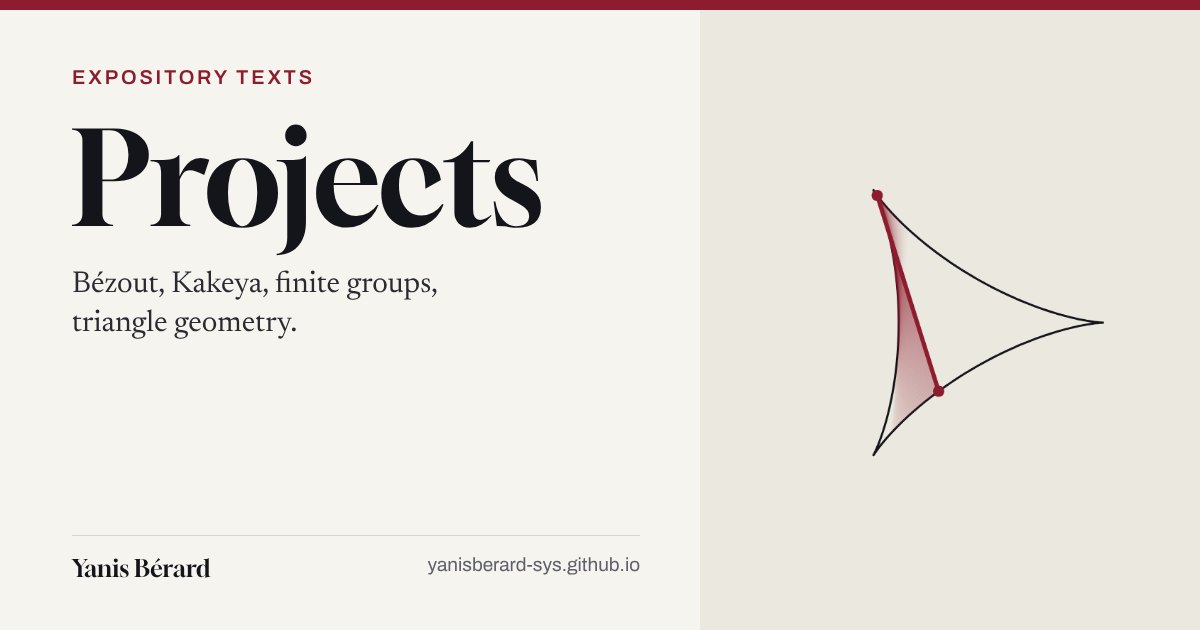 EXPOSITORY TEXTS
Projects
Bézout, Kakeya, finite groups,
triangle geometry.
Yanis Bérard
yanisberard-sys.github.io